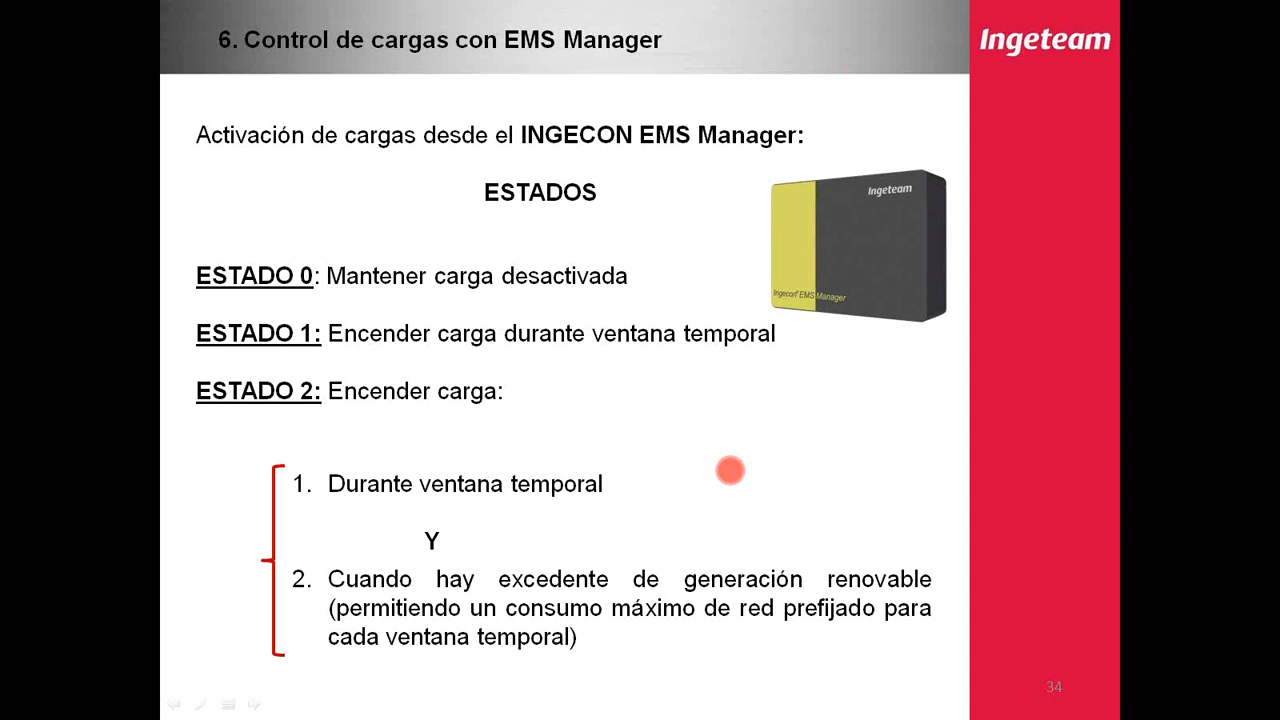 6. Control de cargas con EMS Manager
Ingeteam
Activación de cargas desde el INGECON EMS Manager:
ESTADOS
Ingeteam
Ingecon® EMS Manager
ESTADO 0: Mantener carga desactivada
ESTADO 1: Encender carga durante ventana temporal
ESTADO 2: Encender carga:
1. Durante ventana temporal
Y
2. Cuando hay excedente de generación renovable
(permitiendo un consumo máximo de red prefijado para
cada ventana temporal)
34